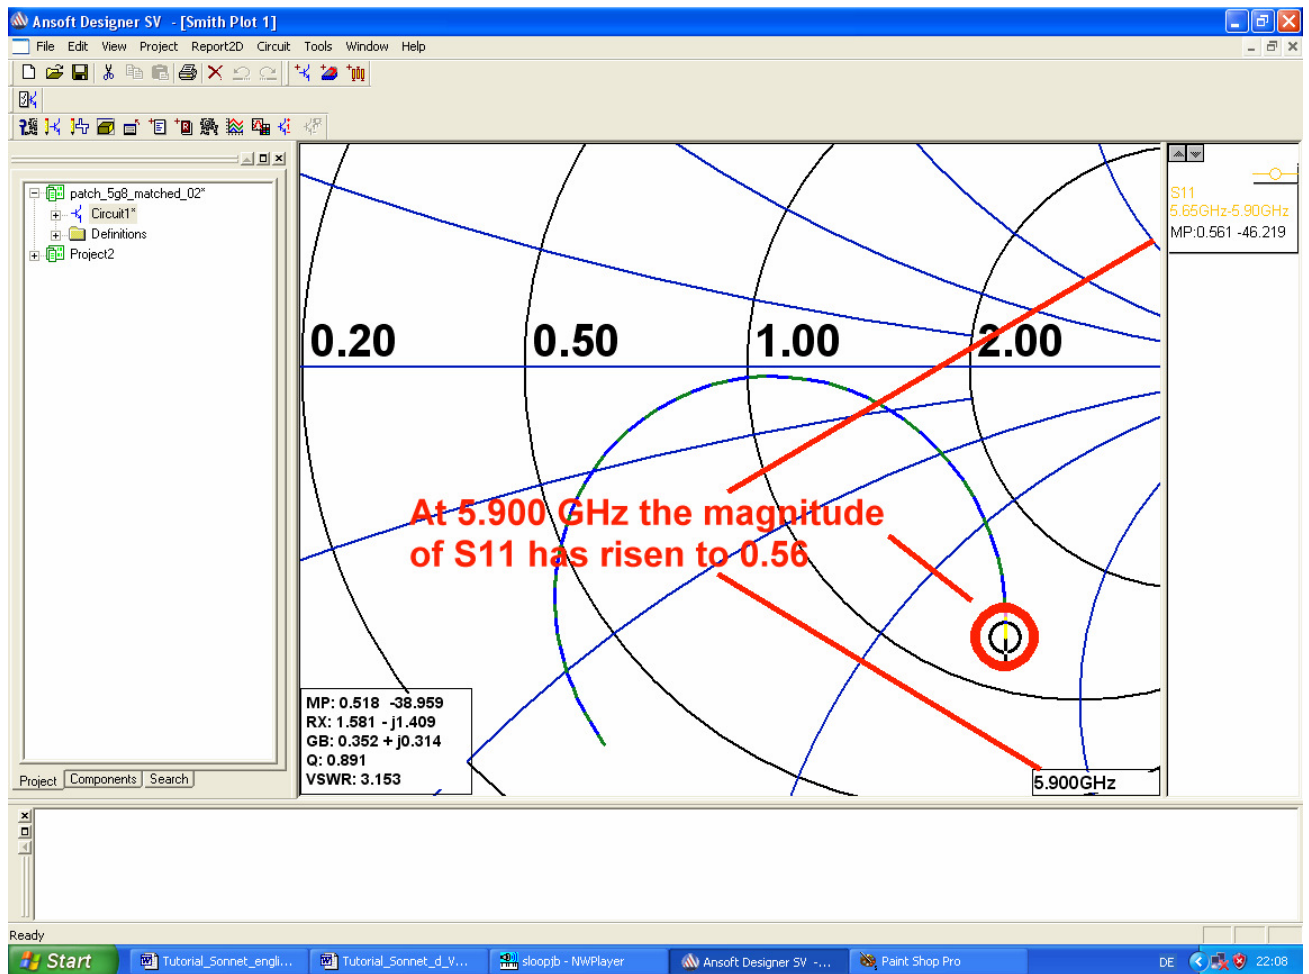 Ansoft Designer SV - [Smith Plot 1]
File Edit View Project Report2D Circuit Tools Window Help
patch_5g8_matched_02*
Circuit1*
Definitions
Project2
Project Components Search
S11
5.65GHz-5.90GHz
MP:0.561 -46.219
0.20 0.50 1.00 2.00
At 5.900 GHz the magnitude
of S11 has risen to 0.56
MP: 0.518 -38.959
RX: 1.581 - j1.409
GB: 0.352 + j0.314
Q: 0.891
VSWR: 3.153
5.900GHz
Ready
Start Tutorial_Sonnet_engli... Tutorial_Sonnet_d_V... sloopjb - NWPlayer Ansoft Designer SV -... Paint Shop Pro DE 22:08